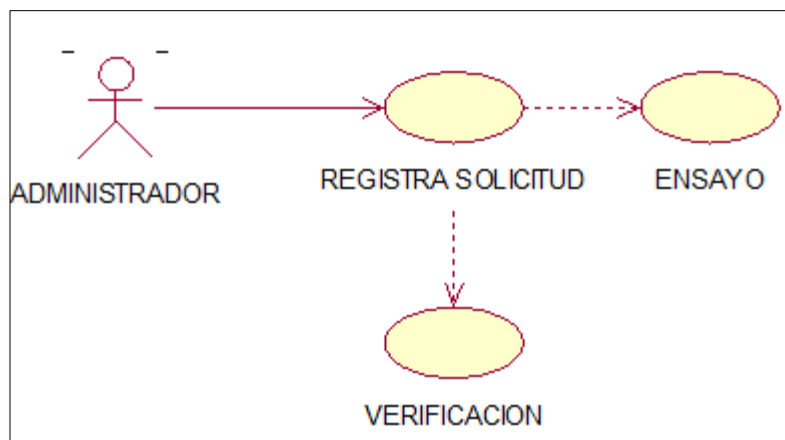 ADMINISTRADOR
REGISTRA SOLICITUD
ENSAYO
VERIFICACION